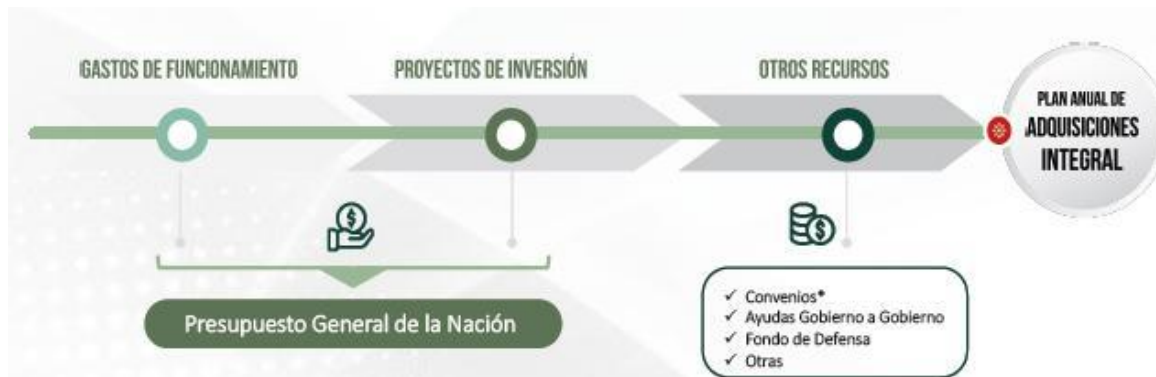 GASTOS DE FUNCIONAMIENTO
PROYECTOS DE INVERSIÓN
OTROS RECURSOS
PLAN ANUAL DE
ADQUISICIONES
INTEGRAL
$
$
Presupuesto General de la Nación
✓ Convenios*
✓ Ayudas Gobierno a Gobierno
✓ Fondo de Defensa
✓ Otras